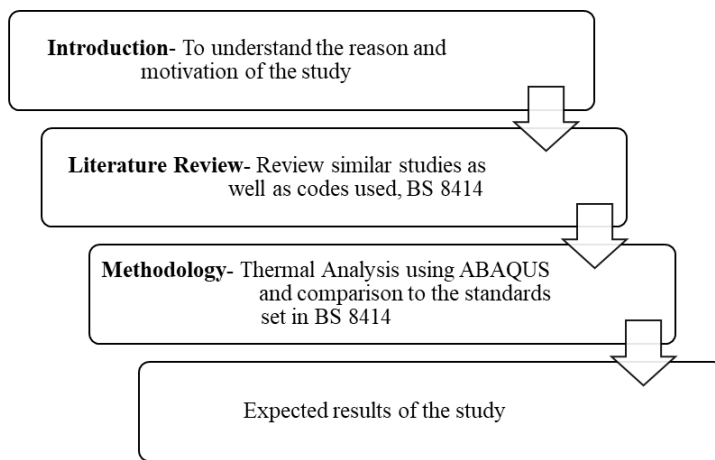 Introduction- To understand the reason and
motivation of the study
Literature Review- Review similar studies as
well as codes used, BS 8414
Methodology- Thermal Analysis using ABAQUS
and comparison to the standards
set in BS 8414
Expected results of the study